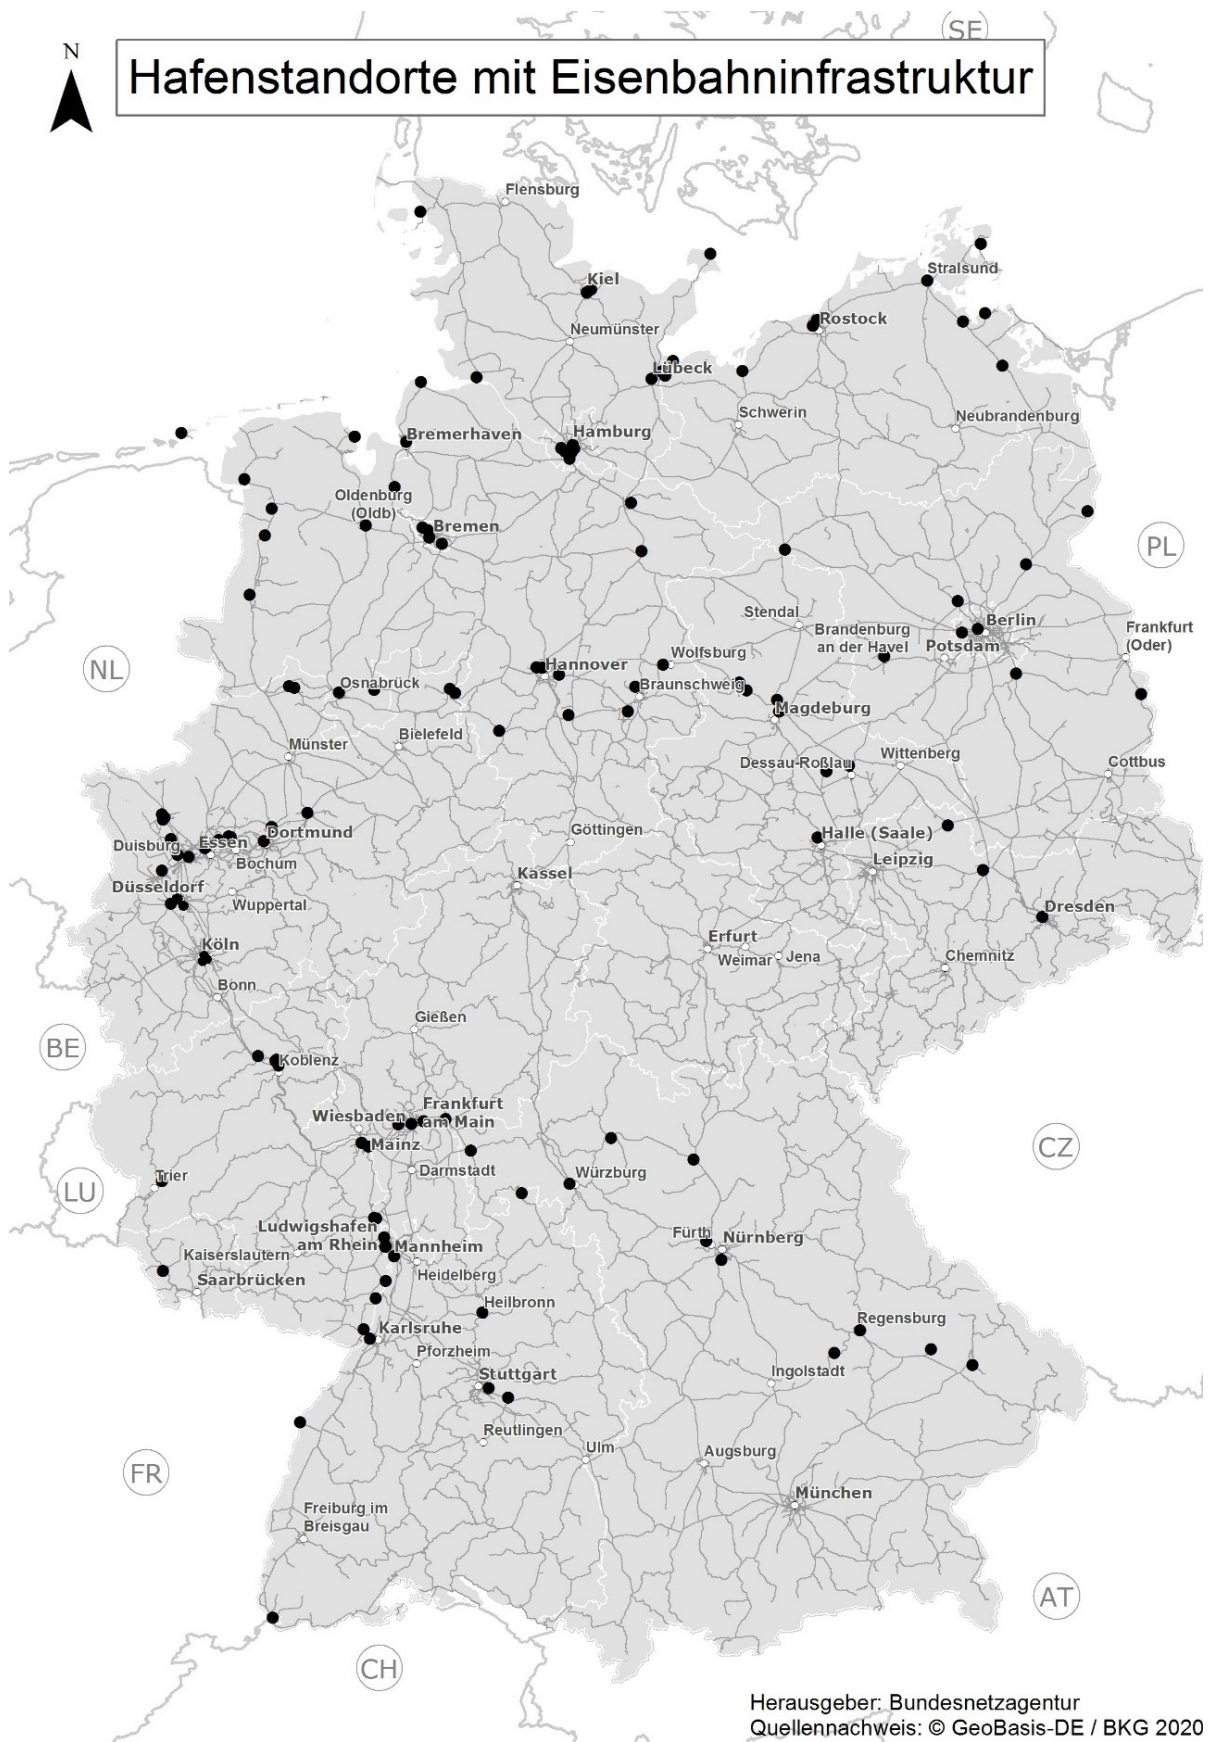 SE
N
Hafenstandorte mit Eisenbahninfrastruktur
Flensburg
Kiel
Stralsund
Neumünster
Rostock
Lübeck
Schwerin
Neubrandenburg
Hamburg
Bremerhaven
Oldenburg
(Oldb)
Bremen
PL
Stendal
Brandenburg
an der Havel
Berlin
Potsdam
Frankfurt
(Oder)
NL
Osnabrück
Hannover
Wolfsburg
Braunschweig
Magdeburg
Münster
Bielefeld
Dessau-Roßlau
Wittenberg
Cottbus
Duisburg
Essen
Dortmund
Bochum
Göttingen
Halle (Saale)
Leipzig
Düsseldorf
Wuppertal
Kassel
Dresden
Köln
Erfurt
Weimar
Jena
Chemnitz
Bonn
Gießen
BE
Koblenz
Wiesbaden
Frankfurt
am Main
Mainz
Darmstadt
CZ
LU
Trier
Würzburg
Ludwigshafen
am Rhein
Mannheim
Fürth
Nürnberg
Kaiserslautern
Heidelberg
Saarbrücken
Heilbronn
Karlsruhe
Regensburg
Pforzheim
Stuttgart
Ingolstadt
Reutlingen
Ulm
Augsburg
FR
München
Freiburg im
Breisgau
AT
CH
Herausgeber: Bundesnetzagentur
Quellennachweis: © GeoBasis-DE / BKG 2020